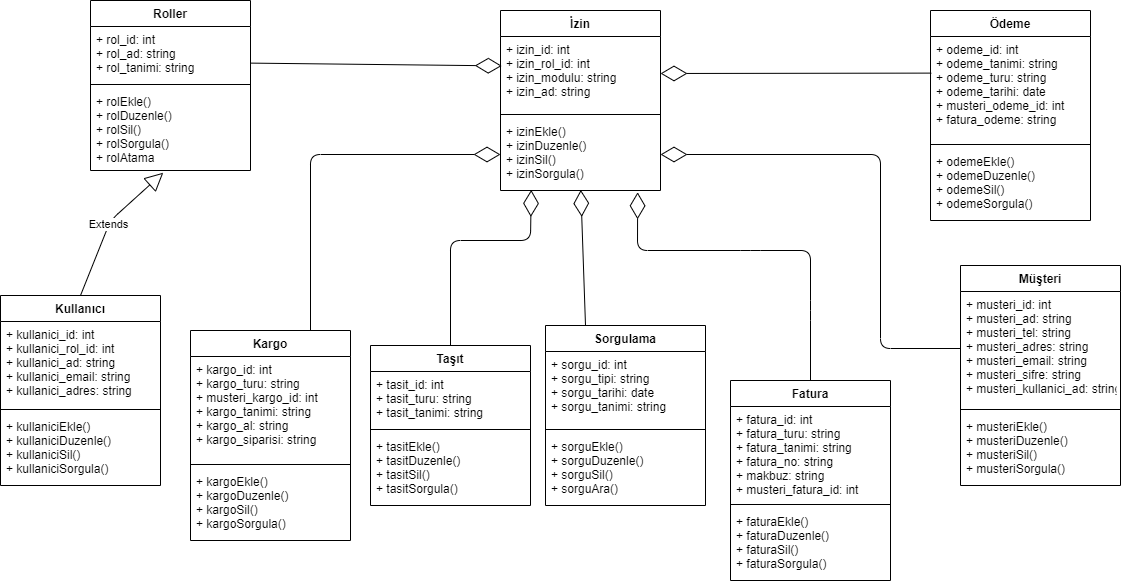 Roller
+ rol_id: int
+ rol_ad: string
+ rol_tanimi: string
+ rolEkle()
+ rolDuzenle()
+ rolSil()
+ rolSorgula()
+ rolAtama
İzin
+ izin_id: int
+ izin_rol_id: int
+ izin_modulu: string
+ izin_ad: string
+ izinEkle()
+ izinDuzenle()
+ izinSil()
+ izinSorgula()
Ödeme
+ odeme_id: int
+ odeme_tanimi: string
+ odeme_turu: string
+ odeme_tarihi: date
+ musteri_odeme_id: int
+ fatura_odeme: string
+ odemeEkle()
+ odemeDuzenle()
+ odemeSil()
+ odemeSorgula()
Extends
Kullanıcı
+ kullanici_id: int
+ kullanici_rol_id: int
+ kullanici_ad: string
+ kullanici_email: string
+ kullanici_adres: string
+ kullaniciEkle()
+ kullaniciDuzenle()
+ kullaniciSil()
+ kullaniciSorgula()
Kargo
+ kargo_id: int
+ kargo_turu: string
+ musteri_kargo_id: int
+ kargo_tanimi: string
+ kargo_al: string
+ kargo_siparisi: string
+ kargoEkle()
+ kargoDuzenle()
+ kargoSil()
+ kargoSorgula()
Taşıt
+ tasit_id: int
+ tasit_turu: string
+ tasit_tanimi: string
+ tasitEkle()
+ tasitDuzenle()
+ tasitSil()
+ tasitSorgula()
Sorgulama
+ sorgu_id: int
+ sorgu_tipi: string
+ sorgu_tarihi: date
+ sorgu_tanimi: string
+ sorguEkle()
+ sorguDuzenle()
+ sorguSil()
+ sorguAra()
Fatura
+ fatura_id: int
+ fatura_turu: string
+ fatura_tanimi: string
+ fatura_no: string
+ makbuz: string
+ musteri_fatura_id: int
+ faturaEkle()
+ faturaDuzenle()
+ faturaSil()
+ faturaSorgula()
Müşteri
+ musteri_id: int
+ musteri_ad: string
+ musteri_tel: string
+ musteri_adres: string
+ musteri_email: string
+ musteri_sifre: string
+ musteri_kullanici_ad: string
+ musteriEkle()
+ musteriDuzenle()
+ musteriSil()
+ musteriSorgula()